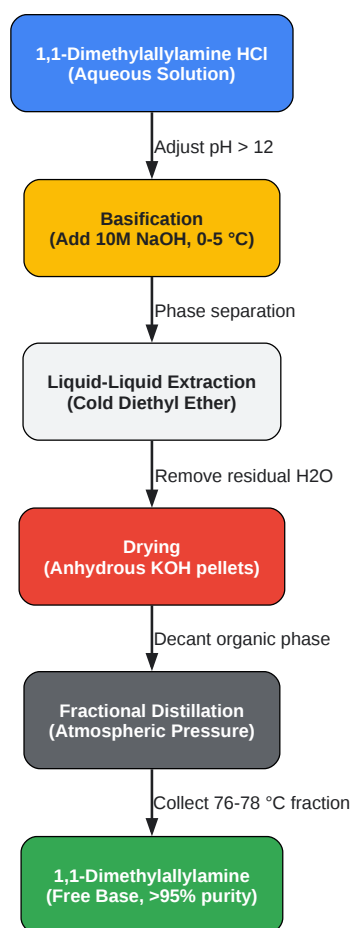 1,1-Dimethylallylamine HCl
(Aqueous Solution)
Adjust pH > 12
Basification
(Add 10M NaOH, 0-5 °C)
Phase separation
Liquid-Liquid Extraction
(Cold Diethyl Ether)
Remove residual H2O
Drying
(Anhydrous KOH pellets)
Decant organic phase
Fractional Distillation
(Atmospheric Pressure)
Collect 76-78 °C fraction
1,1-Dimethylallylamine
(Free Base, >95% purity)